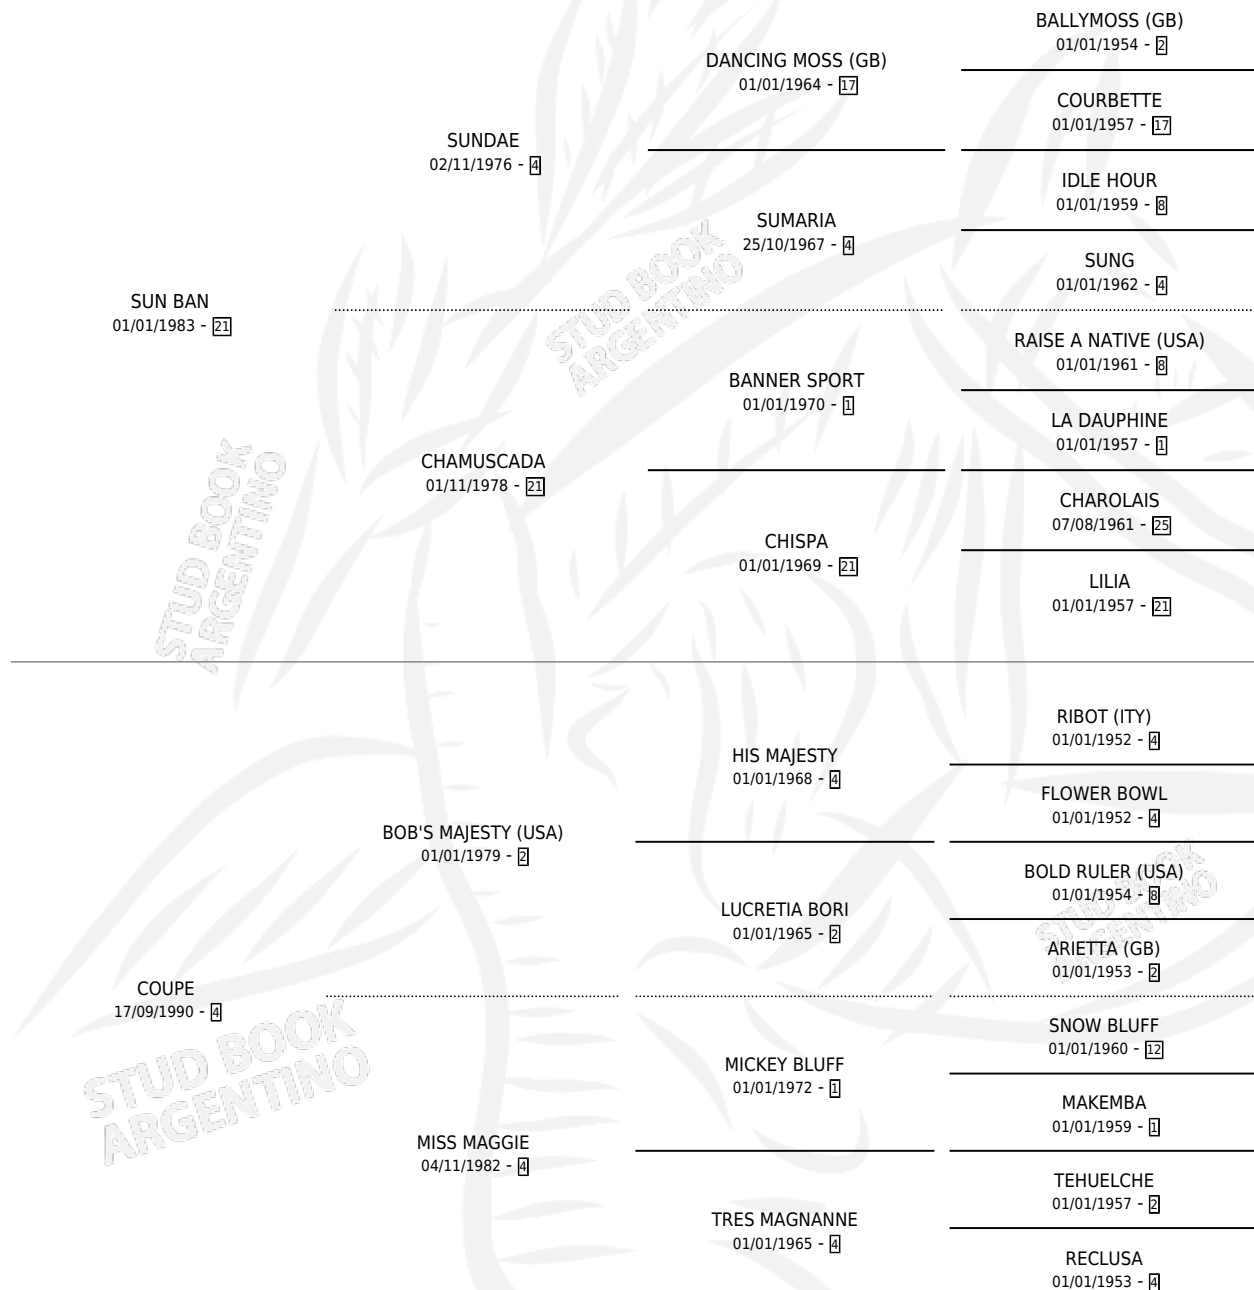 BALLYMOSS (GB)
01/01/1954 - 2
DANCING MOSS (GB)
01/01/1964 - 17
COURBETTE
01/01/1957 - 17
SUNDAE
02/11/1976 - 4
IDLE HOUR
01/01/1959 - 8
SUMARIA
25/10/1967 - 4
SUNG
01/01/1962 - 4
SUN BAN
01/01/1983 - 21
RAISE A NATIVE (USA)
01/01/1961 - 8
BANNER SPORT
01/01/1970 - 1
LA DAUPHINE
01/01/1957 - 1
CHAMUSCADA
01/11/1978 - 21
CHAROLAIS
07/08/1961 - 25
CHISPA
01/01/1969 - 21
LILIA
01/01/1957 - 21
STUD BOOK
ARGENTINO
STUD BOOK
ARGENTINO
RIBOT (ITY)
01/01/1952 - 4
HIS MAJESTY
01/01/1968 - 4
FLOWER BOWL
01/01/1952 - 4
BOB'S MAJESTY (USA)
01/01/1979 - 2
BOLD RULER (USA)
01/01/1954 - 8
LUCRETIA BORI
01/01/1965 - 2
ARIETTA (GB)
01/01/1953 - 2
COUPE
17/09/1990 - 4
SNOW BLUFF
01/01/1960 - 12
MICKEY BLUFF
01/01/1972 - 1
MAKEMBA
01/01/1959 - 1
MISS MAGGIE
04/11/1982 - 4
TEHUELCHE
01/01/1957 - 2
TRES MAGNANNE
01/01/1965 - 4
RECLUSA
01/01/1953 - 4
STUD BOOK
ARGENTINO
STUD BOOK
ARGENTINO